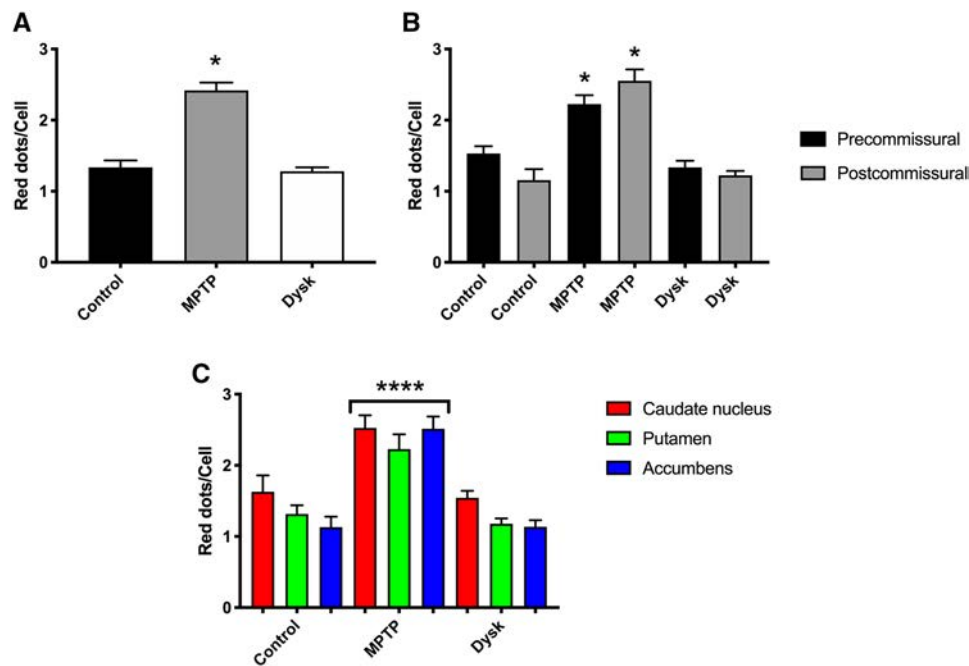 A
Red dots/Cell
3
2
1
0
*
Control
MPTP
Dysk
B
Red dots/Cell
3
2
1
0
*
*
Control
Control
MPTP
MPTP
Dysk
Dysk
Precommissural
Postcommissural
C
Red dots/Cell
3
2
1
0
****
Control
MPTP
Dysk
Caudate nucleus
Putamen
Accumbens